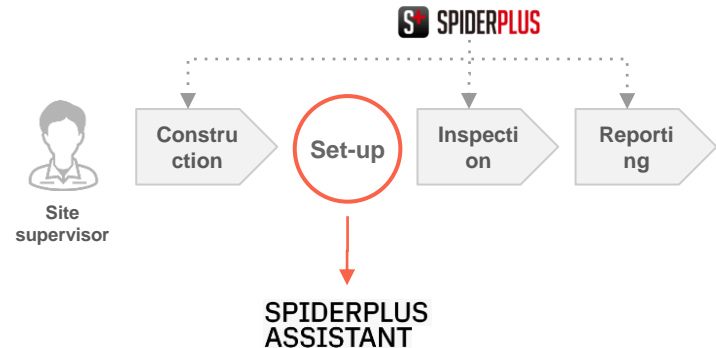 S+ SPIDERPLUS
Constru
ction
Set-up
Inspecti
on
Reporti
ng
Site
supervisor
SPIDERPLUS
ASSISTANT